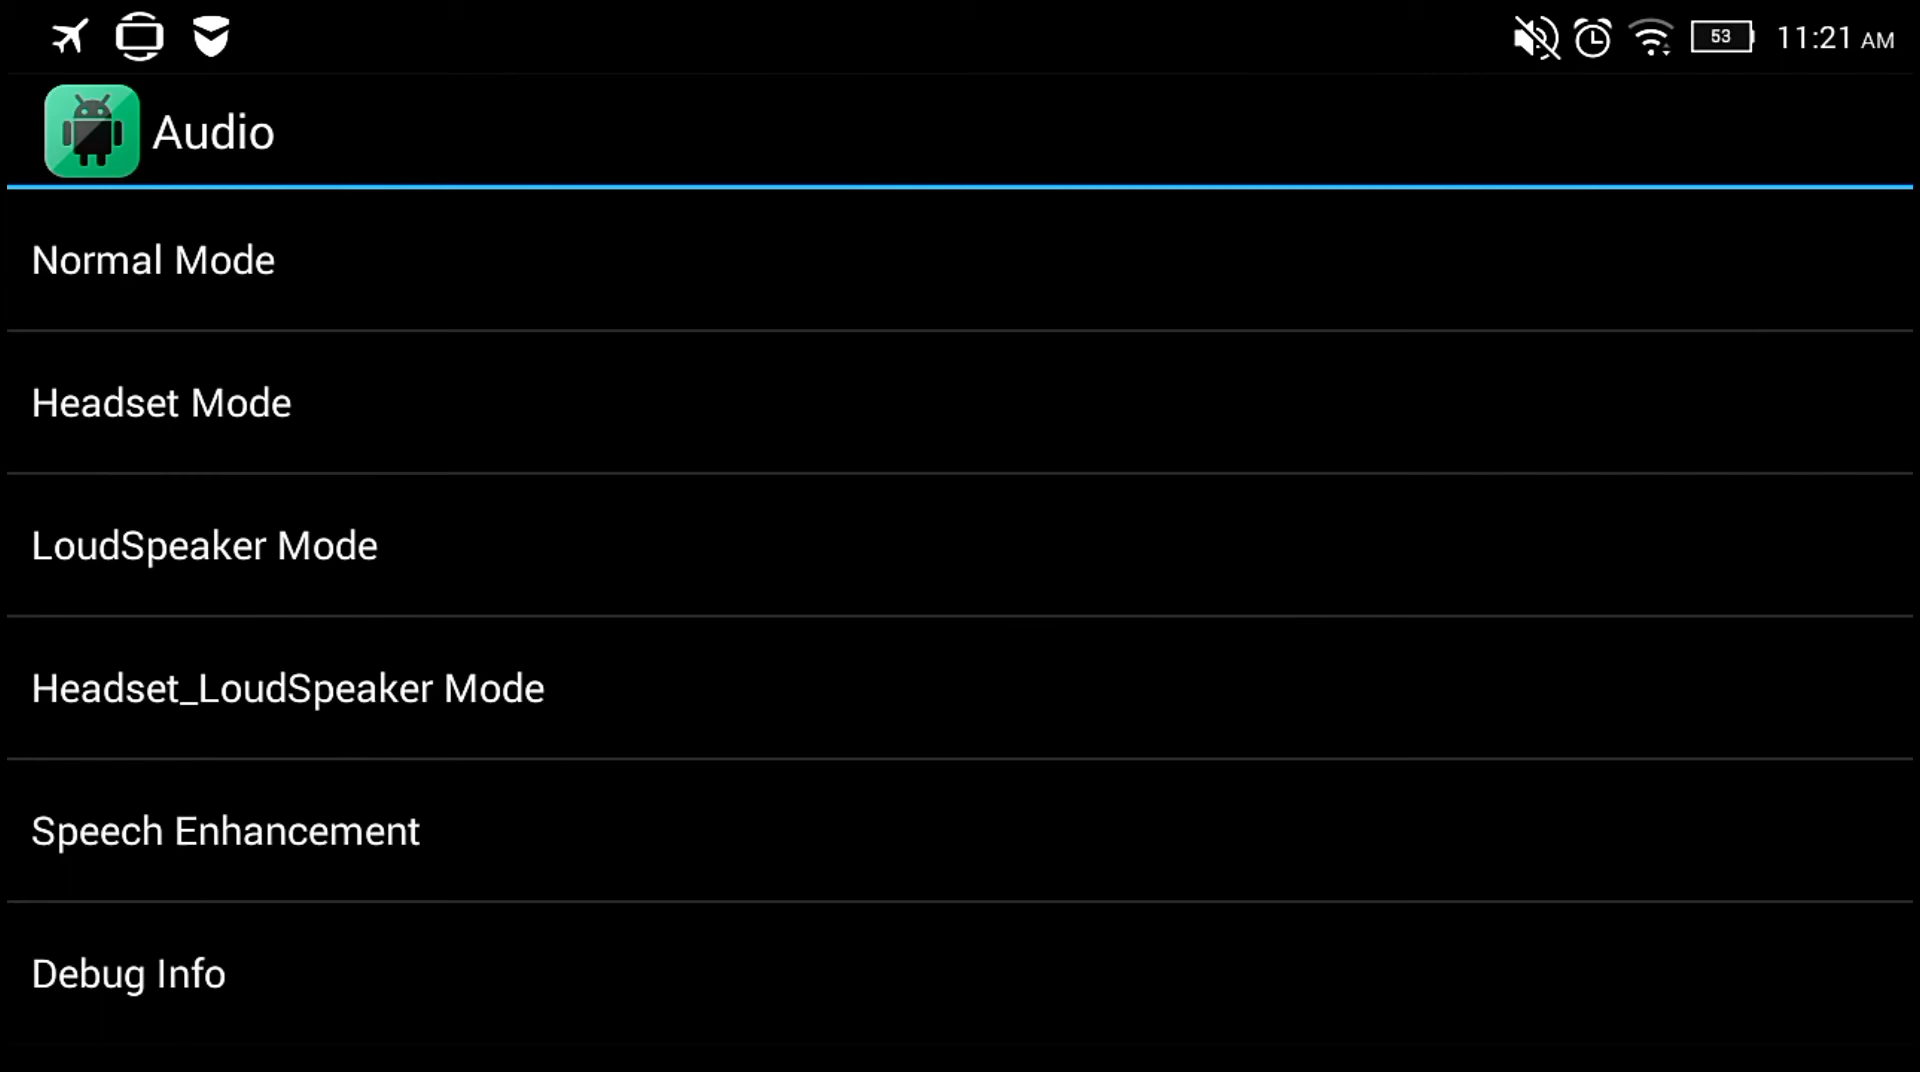 53 11:21 AM
Audio
Normal Mode
Headset Mode
LoudSpeaker Mode
Headset_LoudSpeaker Mode
Speech Enhancement
Debug Info